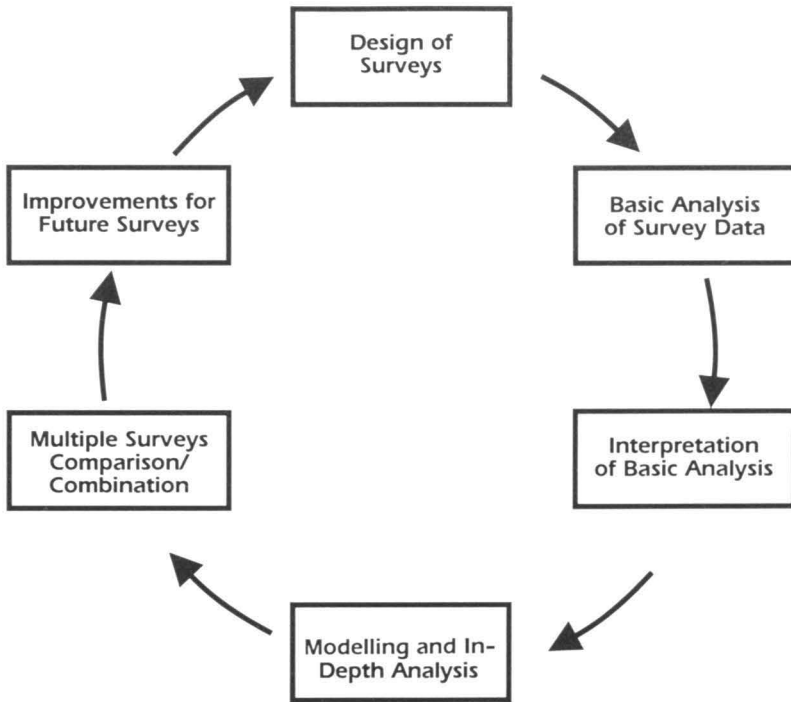 Design of
Surveys
Basic Analysis
of Survey Data
Interpretation
of Basic Analysis
Modelling and In-
Depth Analysis
Multiple Surveys
Comparison/
Combination
Improvements for
Future Surveys